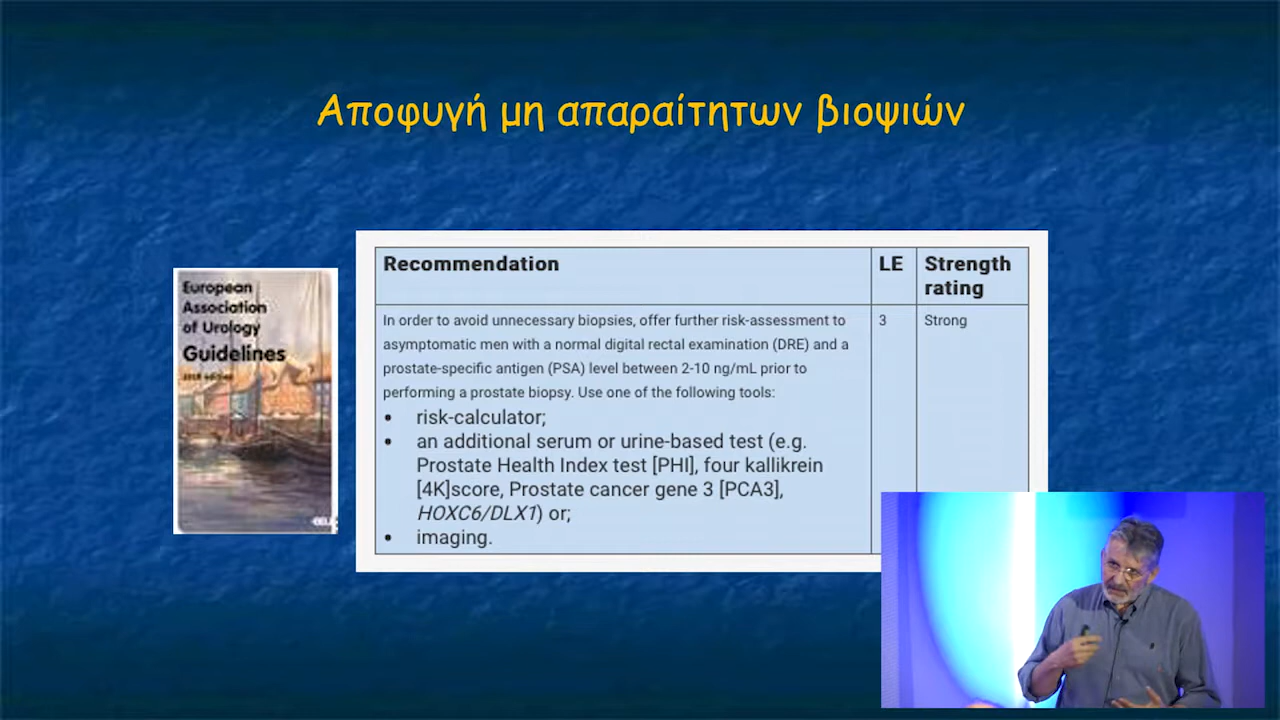 Αποφυγή μη απαραίτητων βιοψιών
European
Association
of Urology
Guidelines
2018 edition
Recommendation
LE
Strength
rating
In order to avoid unnecessary biopsies, offer further risk-assessment to
asymptomatic men with a normal digital rectal examination (DRE) and a
prostate-specific antigen (PSA) level between 2-10 ng/mL prior to
performing a prostate biopsy. Use one of the following tools:
• risk-calculator;
• an additional serum or urine-based test (e.g.
Prostate Health Index test [PHI], four kallikrein
[4K]score, Prostate cancer gene 3 [PCA3],
HOXC6/DLX1) or;
• imaging.
3
Strong